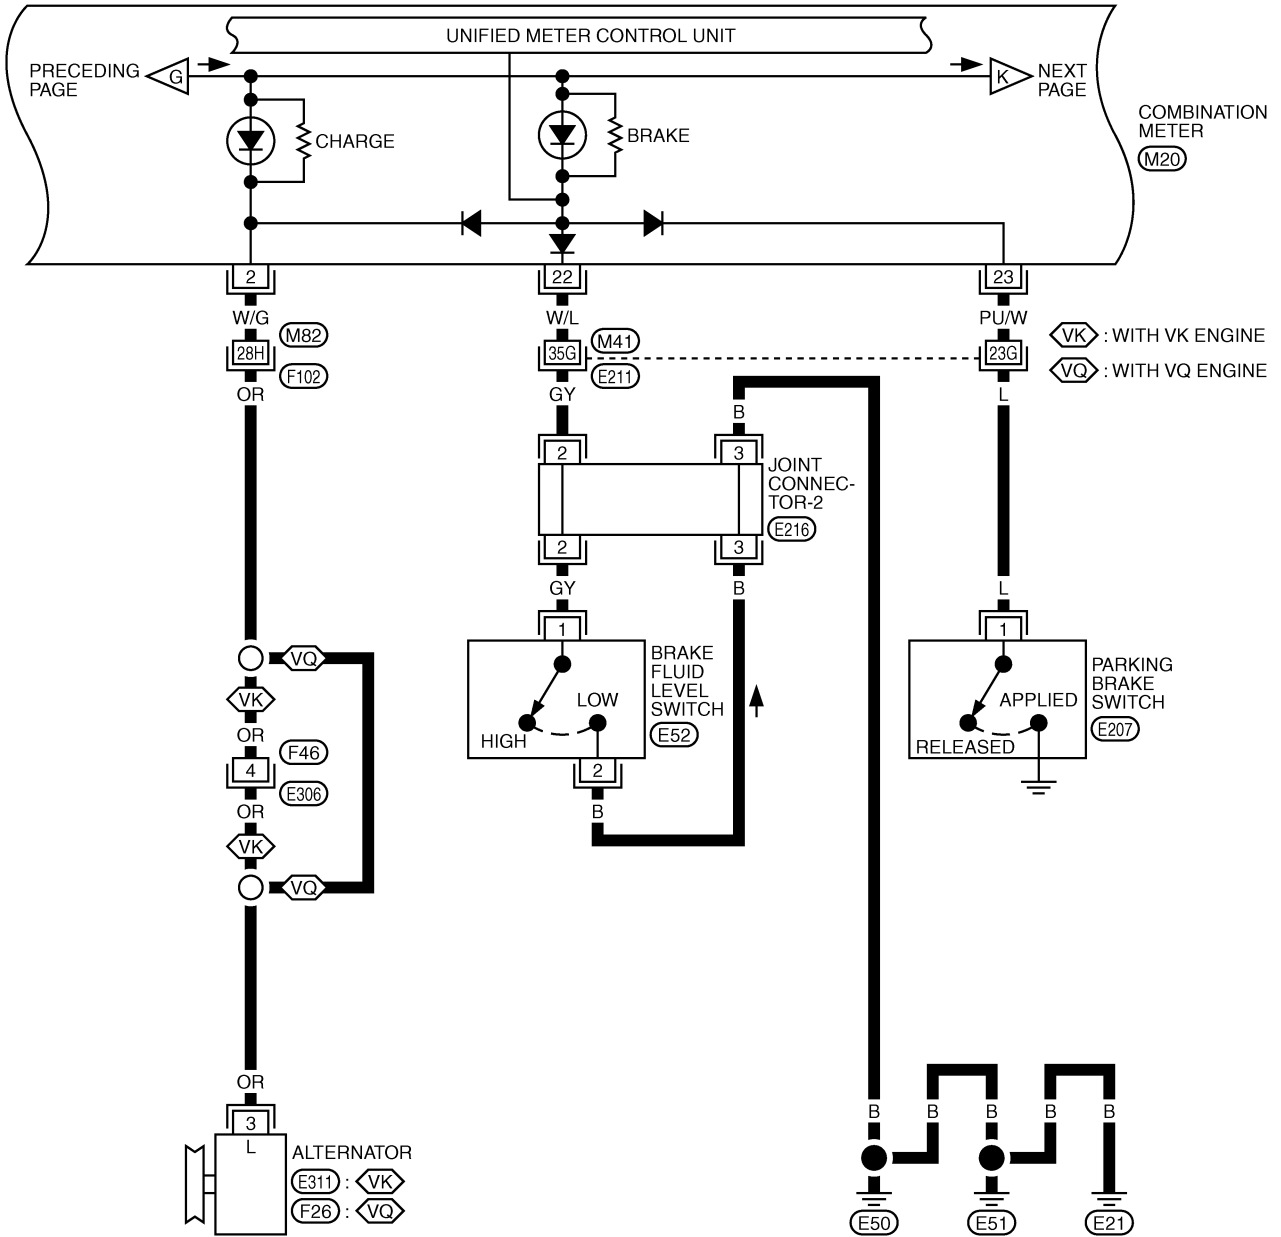 UNIFIED METER CONTROL UNIT
PRECEDING
PAGE
G
K
NEXT
PAGE
CHARGE
BRAKE
COMBINATION
METER
M20
2
22
23
W/G
W/L
PU/W
M82
28H
F102
M41
35G
E211
23G
VK : WITH VK ENGINE
VQ : WITH VQ ENGINE
OR
GY
B
L
2
3
JOINT
CONNEC-
TOR-2
E216
2
3
GY
B
L
1
1
BRAKE
FLUID
LEVEL
SWITCH
E52
LOW
HIGH
2
B
PARKING
BRAKE
SWITCH
E207
APPLIED
RELEASED
VQ
VK
OR
F46
4
E306
OR
VK
VQ
OR
3
L
ALTERNATOR
E311 : VK
F26 : VQ
B
B
B
B
B
E50
E51
E21